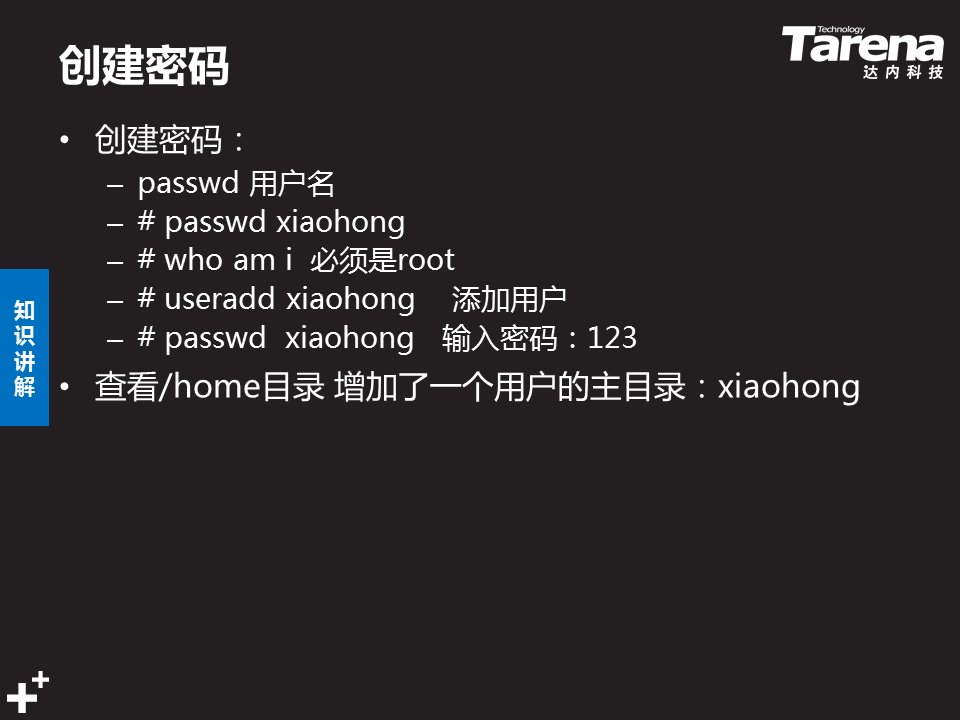 创建密码
Technology
Tarena
达内科技
• 创建密码：
– passwd 用户名
– # passwd xiaohong
– # who am i  必须是root
– # useradd xiaohong    添加用户
– # passwd  xiaohong   输入密码：123
知识讲解
• 查看/home目录 增加了一个用户的主目录：xiaohong